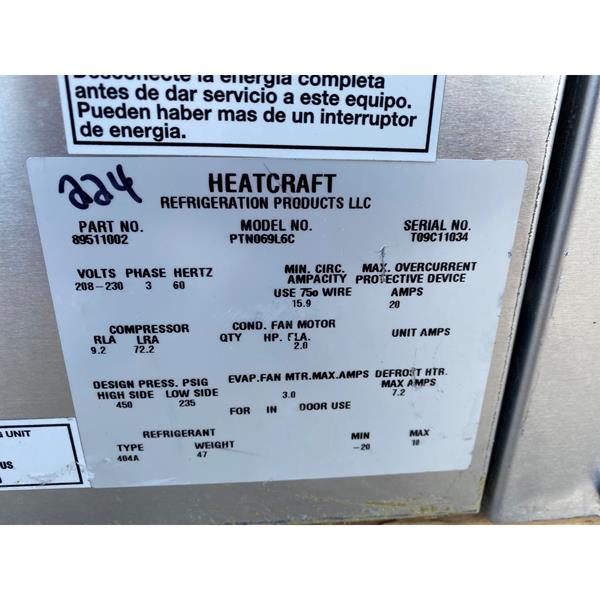 Desconecte la energia completa
antes de dar servicio a este equipo.
Pueden haber mas de un interruptor
de energia.
224
HEATCRAFT
REFRIGERATION PRODUCTS LLC
PART NO. MODEL NO. SERIAL NO.
89511002 PTN069L6C T09C11034
VOLTS PHASE HERTZ MIN. CIRC. MAX. OVERCURRENT
208-230 3 60 AMPACITY PROTECTIVE DEVICE
USE 75o WIRE AMPS
15.9 20
COMPRESSOR COND. FAN MOTOR UNIT AMPS
RLA LRA QTY HP. FLA.
9.2 72.2 2.0
DESIGN PRESS. PSIG EVAP.FAN MTR.MAX.AMPS DEFROST HTR.
HIGH SIDE LOW SIDE 3.0 MAX AMPS
450 235 7.2
FOR IN DOOR USE
REFRIGERANT MIN MAX
TYPE WEIGHT -20 10
404A 47
UNIT
US